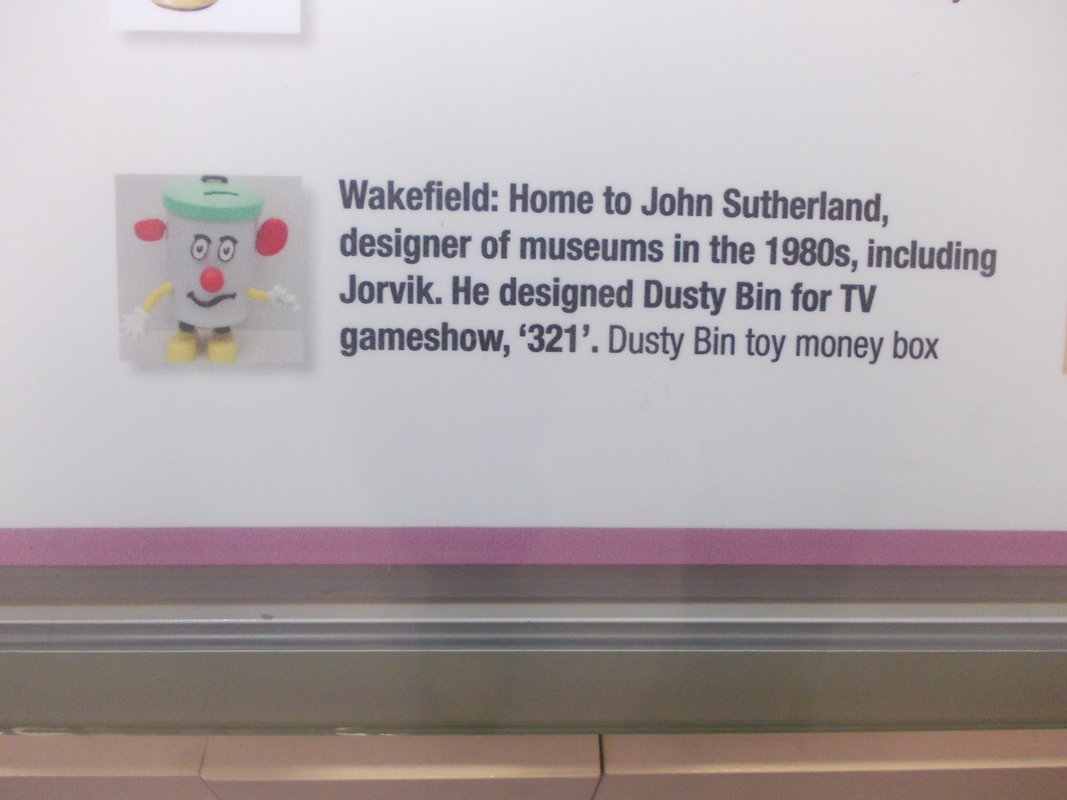 Wakefield: Home to John Sutherland,
designer of museums in the 1980s, including
Jorvik. He designed Dusty Bin for TV
gameshow, ‘321’. Dusty Bin toy money box